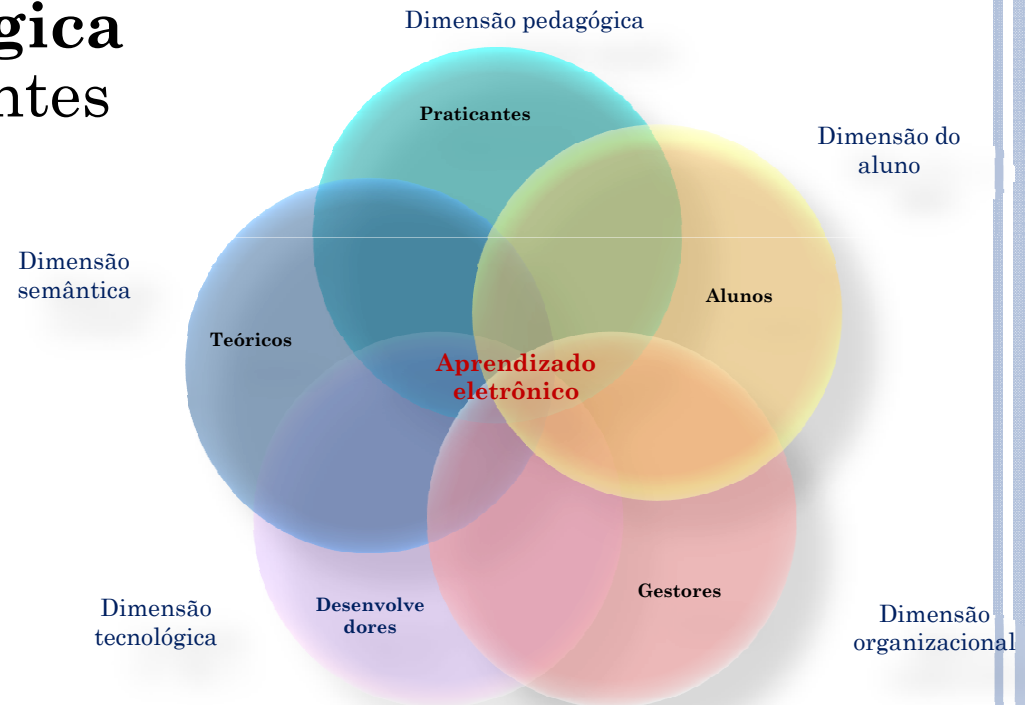 gica
ntes
Dimensão pedagógica
Praticantes
Dimensão do
aluno
Dimensão
semântica
Alunos
Teóricos
Aprendizado
eletrônico
Gestores
Desenvolve
dores
Dimensão
tecnológica
Dimensão
organizacional